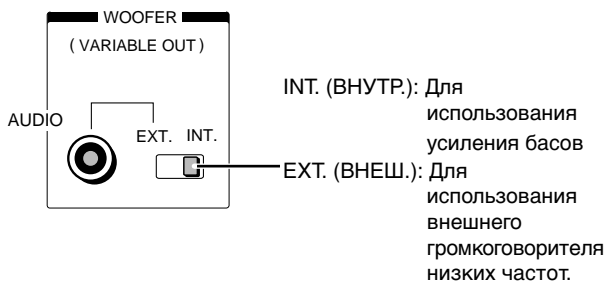 WOOFER
( VARIABLE OUT )
AUDIO
EXT. INT.
INT. (ВНУТР.): Для
использования
усиления басов
EXT. (ВНЕШ.): Для
использования
внешнего
громкоговорителя
низких частот.